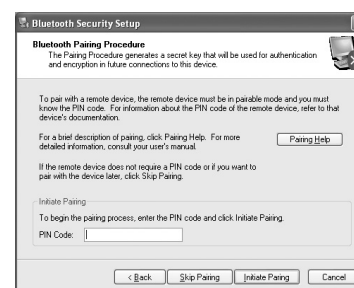 Bluetooth Security Setup
Bluetooth Pairing Procedure
The Pairing Procedure generates a secret key that will be used for authentication
and encryption in future connections to this device.
To pair with a remote device, the remote device must be in pairable mode and you must
know the PIN code. For information about the PIN code of the remote device, refer to that
device's documentation.
For a brief description of pairing, click Pairing Help. For more
detailed information, consult your user's manual.
Pairing Help
If the remote device does not require a PIN code or if you want to
pair with the device later, click Skip Pairing.
Initiate Pairing
To begin the pairing process, enter the PIN code and click Initiate Pairing.
PIN Code:
< Back Skip Pairing Initiate Paring Cancel